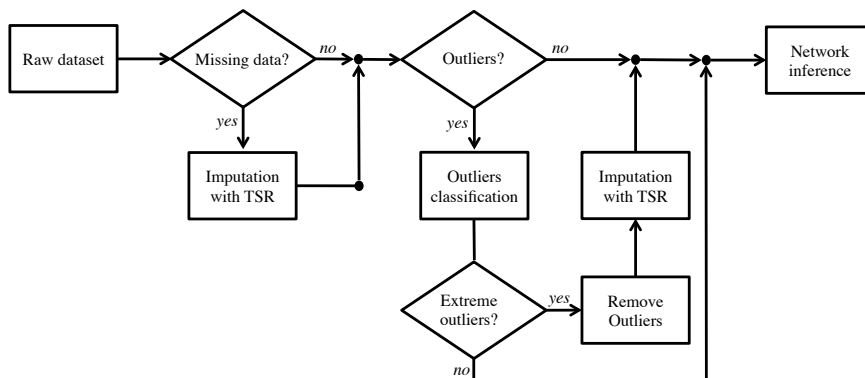 Raw dataset
Missing data?
no
Outliers?
no
Network
inference
yes
yes
Imputation
with TSR
Outliers
classification
Imputation
with TSR
Extreme
outliers?
yes
Remove
Outliers
no